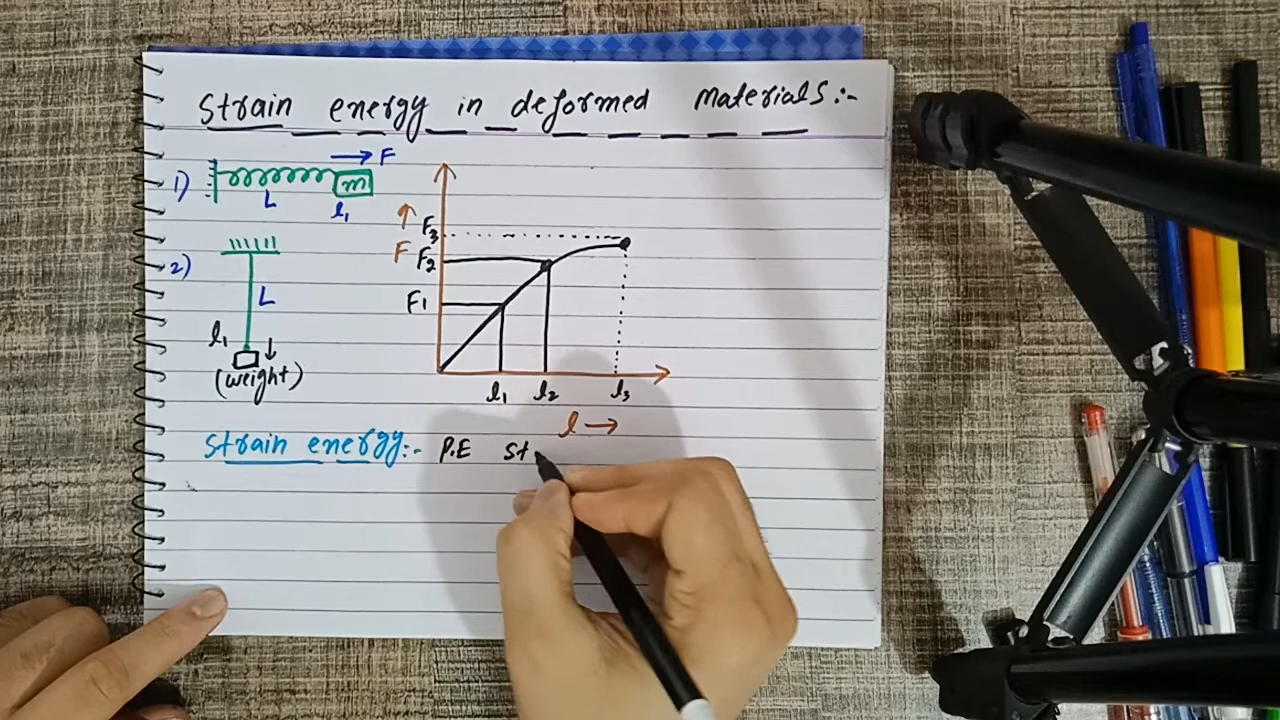 Strain energy in deformed materials:-
1) F
L m
l1
2)
L
l1
(weight)
F
F3
F2
F1
l1 l2 l3
l →
Strain energy:- P.E st